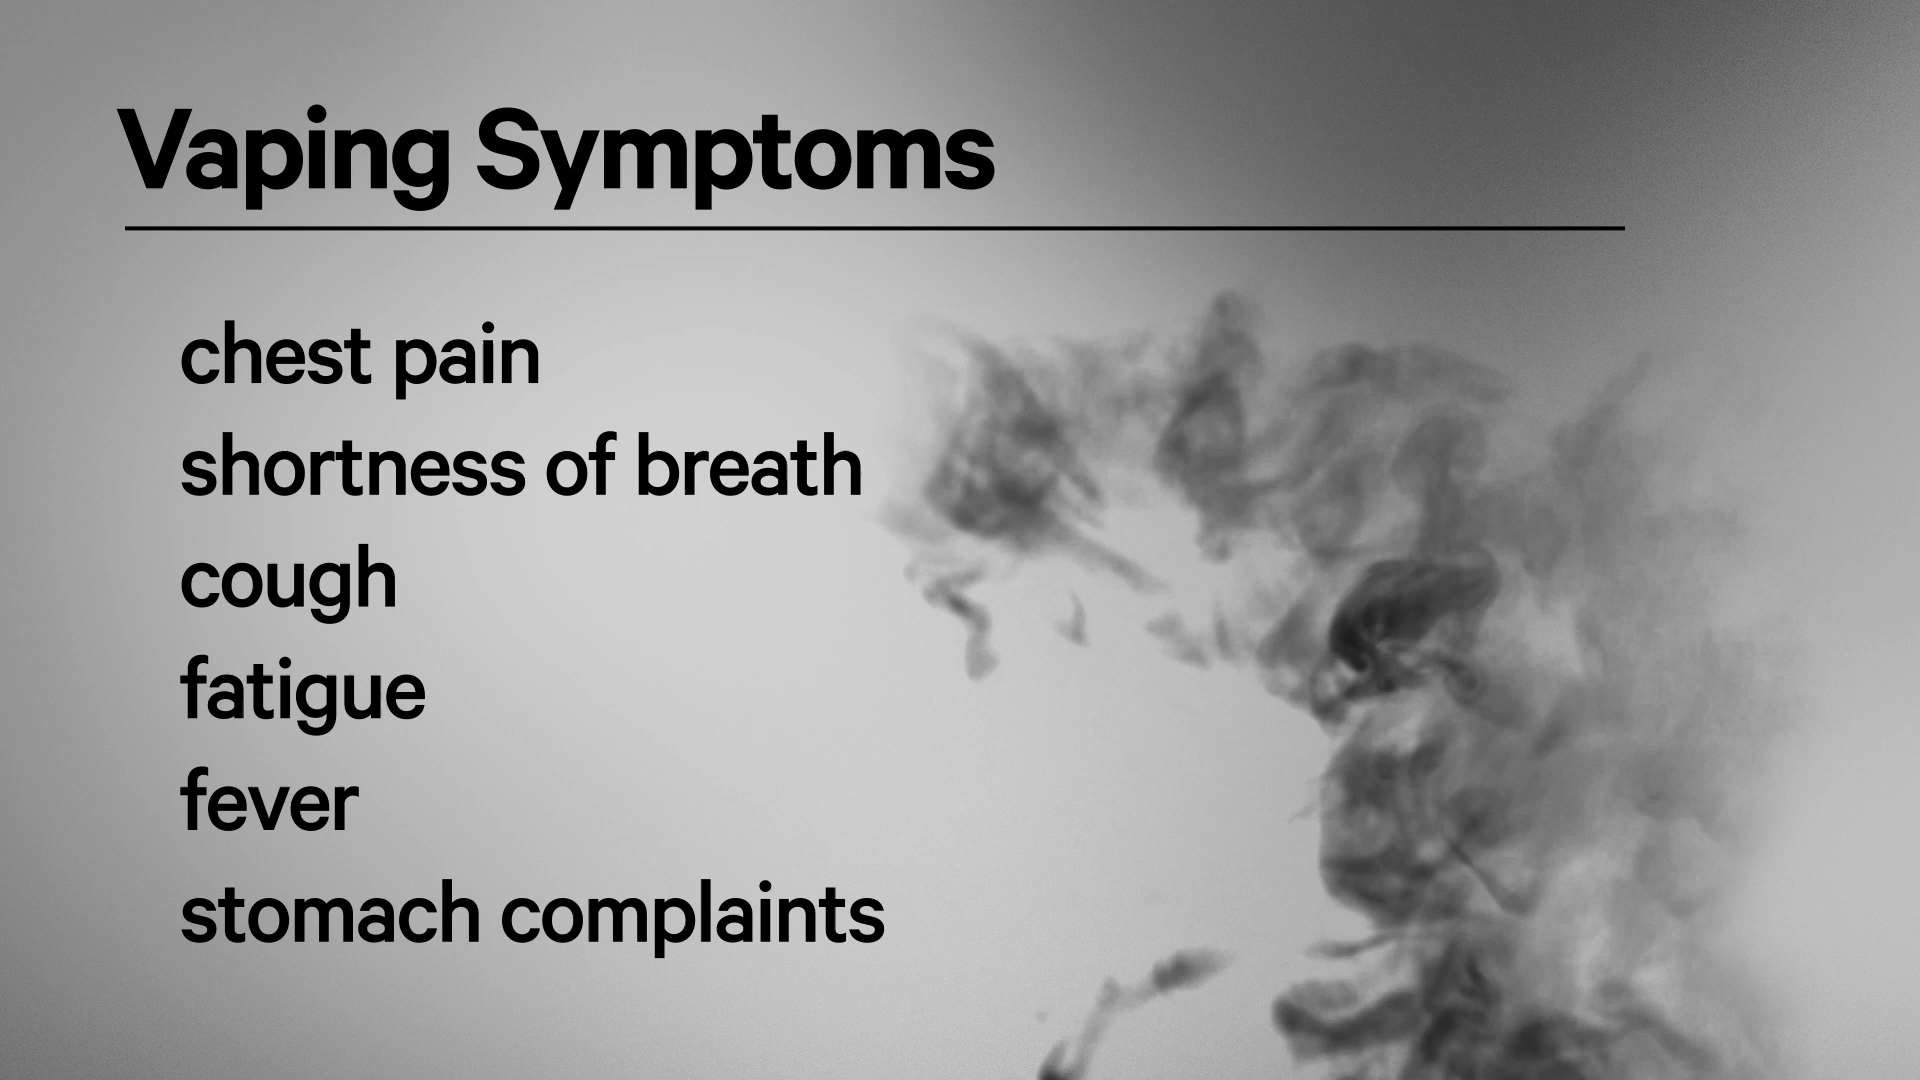 Vaping Symptoms
chest pain
shortness of breath
cough
fatigue
fever
stomach complaints